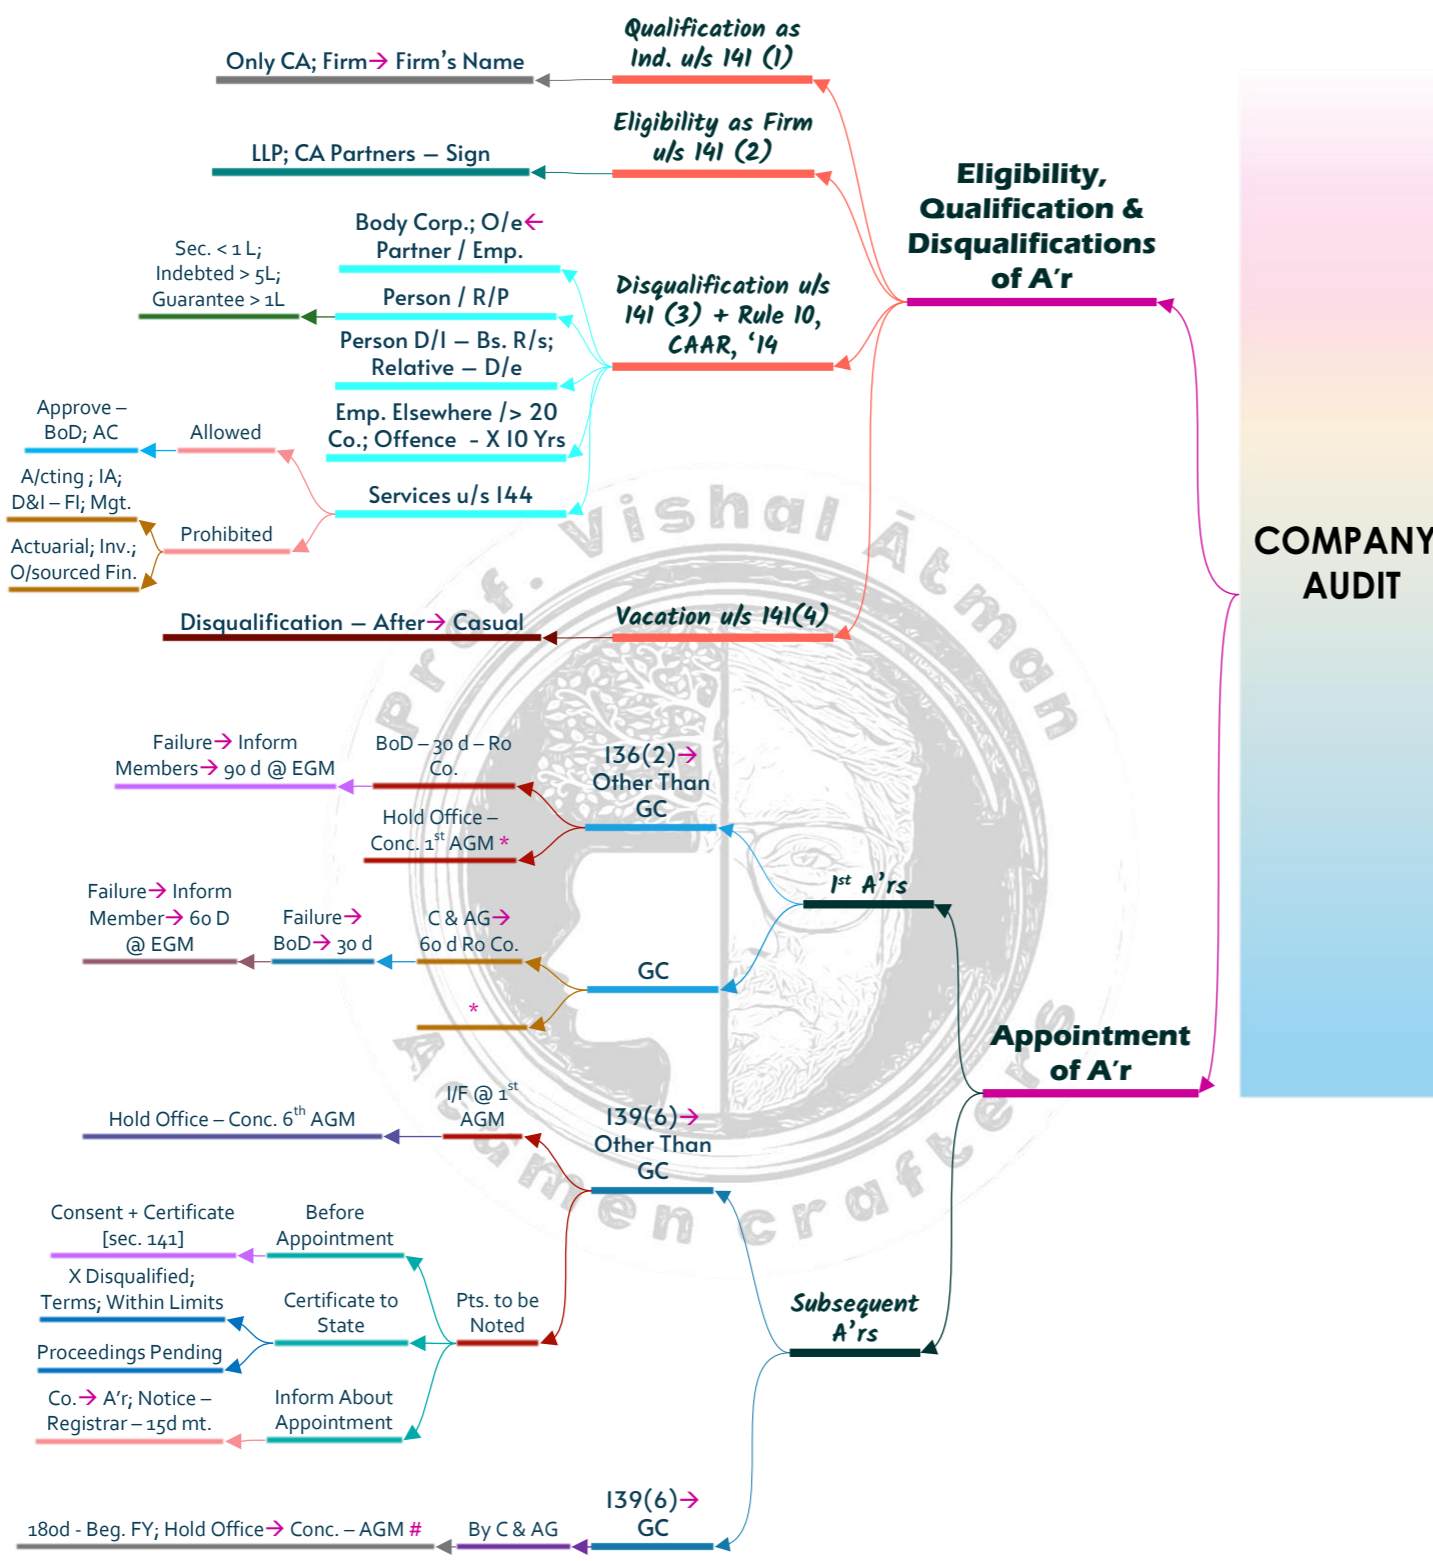 COMPANY
AUDIT
Eligibility,
Qualification &
Disqualifications
of A'r
Qualification as
Ind. u/s 141 (1)
Only CA; Firm→ Firm's Name
Eligibility as Firm
u/s 141 (2)
LLP; CA Partners – Sign
Disqualification u/s
141 (3) + Rule 10,
CAAR, '14
Body Corp.; O/e←
Partner / Emp.
Person / R/P
Sec. < 1 L;
Indebted > 5L;
Guarantee > 1L
Person D/I – Bs. R/s;
Relative – D/e
Emp. Elsewhere /> 20
Co.; Offence - X 10 Yrs
Services u/s 144
Allowed
Approve –
BoD; AC
Prohibited
A/cting ; IA;
D&I – FI; Mgt.
Actuarial; Inv.;
O/sourced Fin.
Vacation u/s 141(4)
Disqualification – After→ Casual
Appointment
of A'r
1st A'rs
136(2)→
Other Than
GC
BoD – 30 d – Ro
Co.
Failure→ Inform
Members→ 90 d @ EGM
Hold Office –
Conc. 1st AGM *
GC
C & AG→
60 d Ro Co.
Failure→
BoD→ 30 d
Failure→ Inform
Member→ 60 D
@ EGM
*
Subsequent
A'rs
139(6)→
Other Than
GC
I/F @ 1st
AGM
Hold Office – Conc. 6th AGM
Pts. to be
Noted
Before
Appointment
Consent + Certificate
[sec. 141]
Certificate to
State
X Disqualified;
Terms; Within Limits
Proceedings Pending
Inform About
Appointment
Co.→ A'r; Notice –
Registrar – 15d mt.
139(6)→
GC
By C & AG
180d - Beg. FY; Hold Office→ Conc. – AGM #
Prof. Vishal Ātman
Acumen crafters